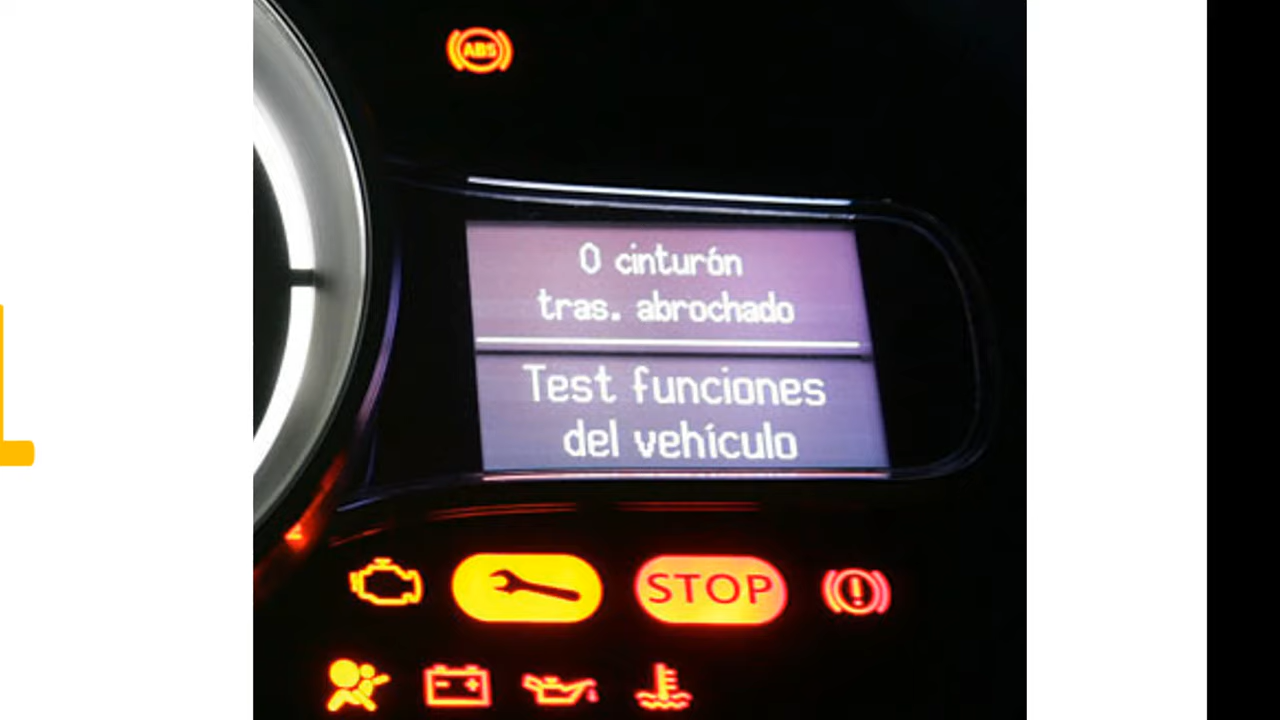 ABS
0 cinturón
tras. abrochado
Test funciones
del vehículo
STOP